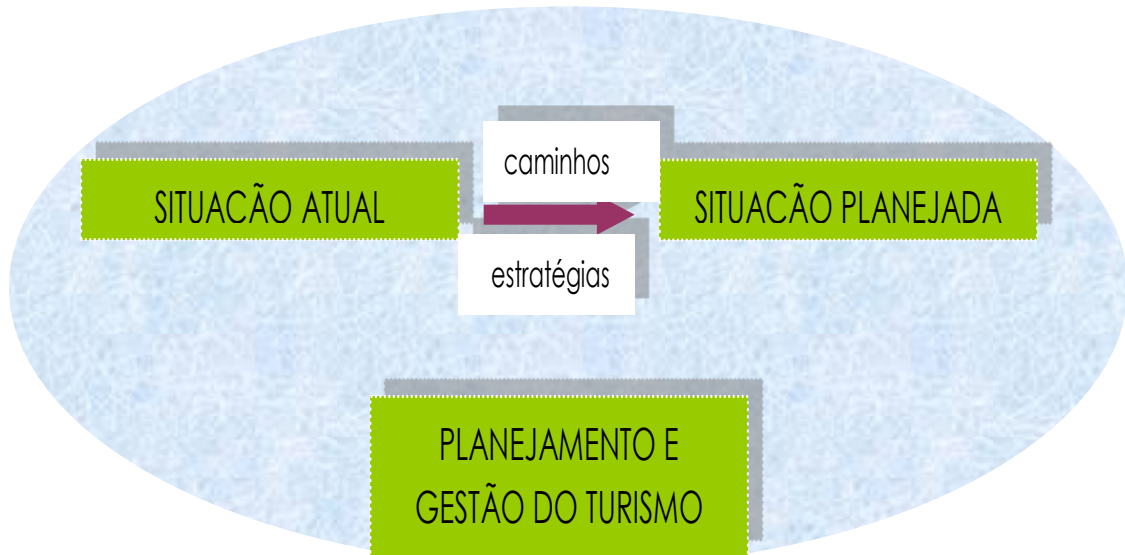 caminhos
SITUACÃO ATUAL
SITUACÃO PLANEJADA
estratégias
PLANEJAMENTO E
GESTÃO DO TURISMO